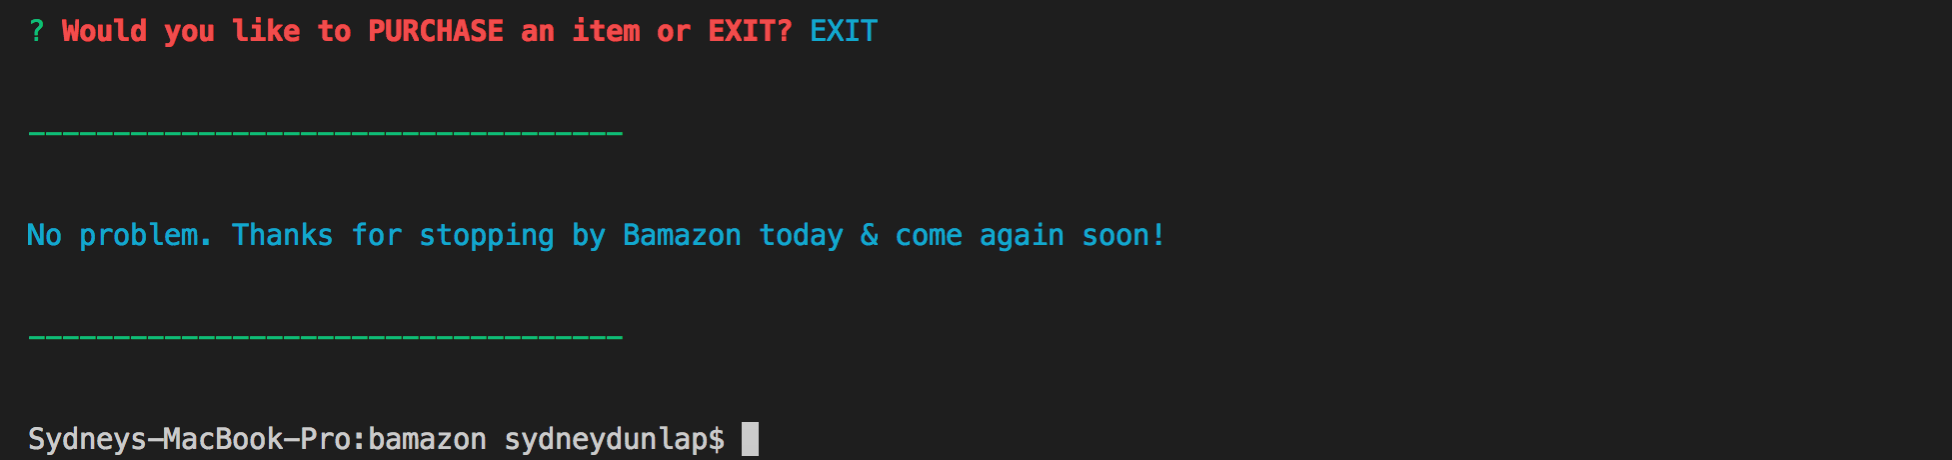 ? Would you like to PURCHASE an item or EXIT? EXIT
-----------------------------------
No problem. Thanks for stopping by Bamazon today & come again soon!
-----------------------------------
Sydneys-MacBook-Pro:bamazon sydneydunlap$